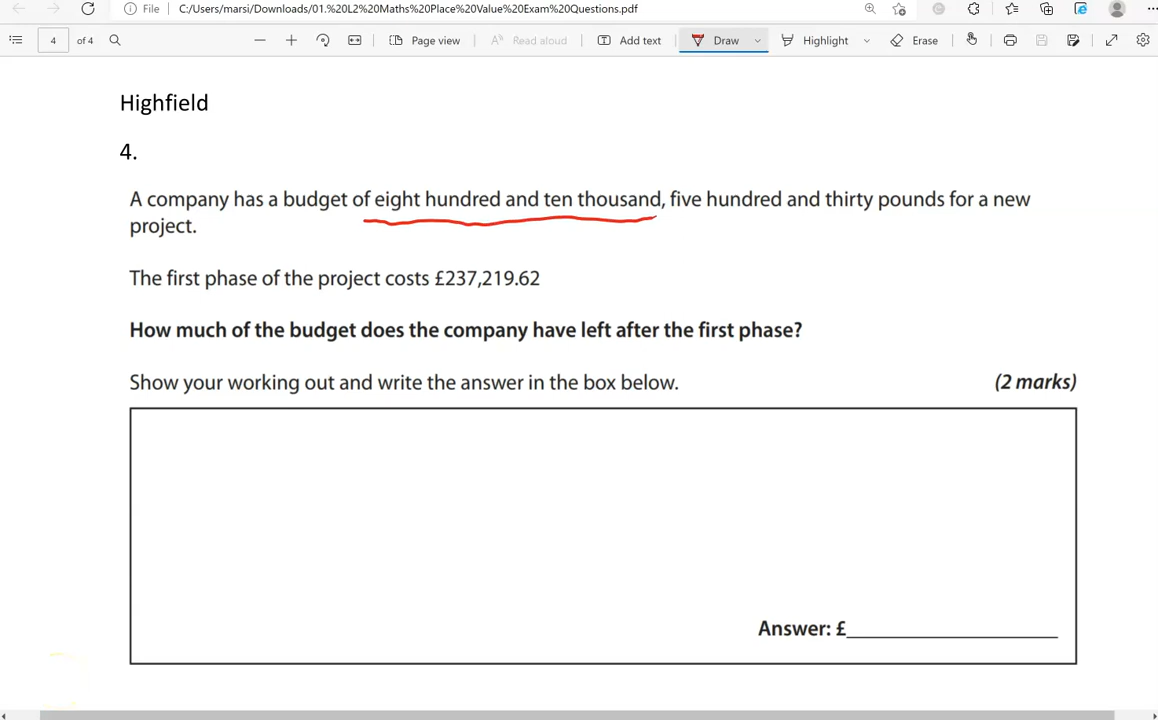 File C:/Users/marsi/Downloads/01.%20L2%20Maths%20Place%20Value%20Exam%20Questions.pdf
4 of 4 Page view Read aloud Add text Draw Highlight Erase
Highfield
4.
A company has a budget of eight hundred and ten thousand, five hundred and thirty pounds for a new
project.
The first phase of the project costs £237,219.62
How much of the budget does the company have left after the first phase?
Show your working out and write the answer in the box below. (2 marks)
Answer: £